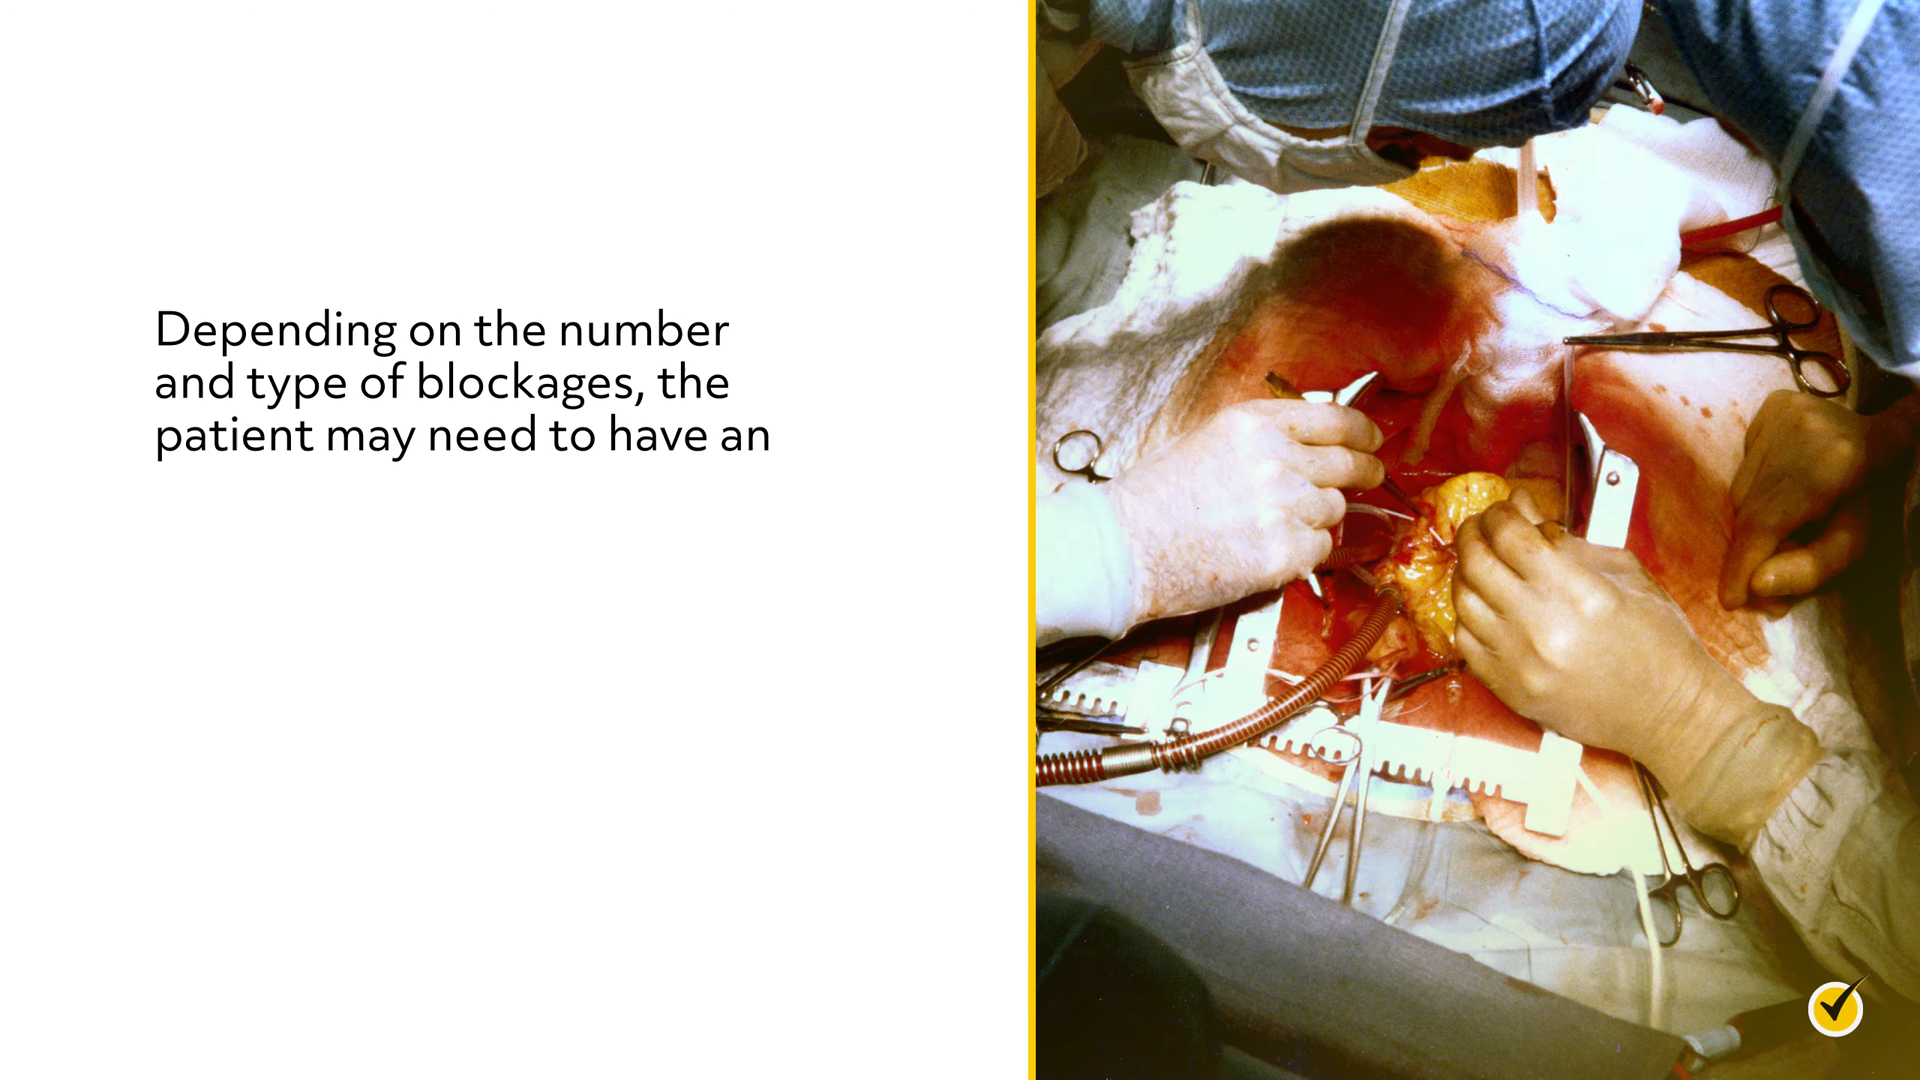 Depending on the number
and type of blockages, the
patient may need to have an